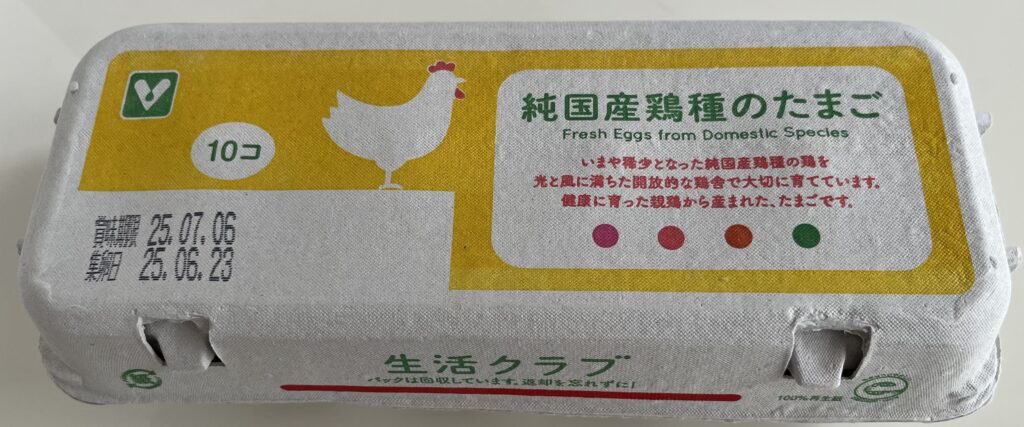 10コ
純国産鶏種のたまご
Fresh Eggs from Domestic Species
いまや稀少となった純国産鶏種の鶏を
光と風に満ちた開放的な鶏舎で大切に育てています。
健康に育った親鶏から産まれた、たまごです。
賞味期限 25.07.06
集卵日 25.06.23
生活クラブ
パックは回収しています。返却を忘れずに!
100%再生紙